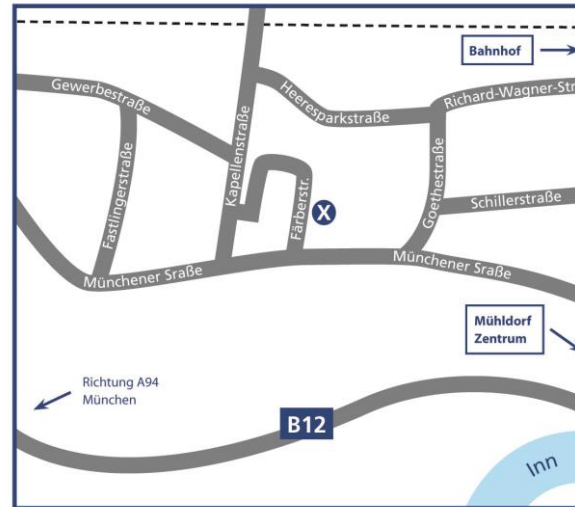 Bahnhof
Gewerbestraße
Heeresparkstraße
Richard-Wagner-Str
Fastlingerstraße
Kapellenstraße
Färberstr.
X
Goethestraße
Schillerstraße
Münchener Sraße
Münchener Sraße
Mühldorf
Zentrum
Richtung A94
München
B12
Inn